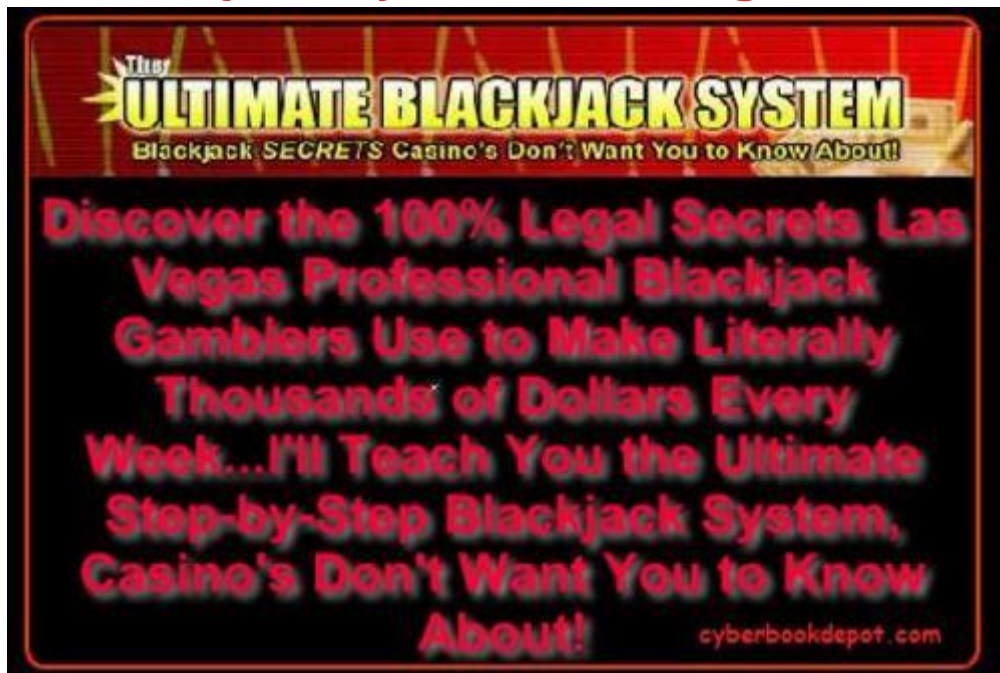 The
ULTIMATE BLACKJACK SYSTEM
Blackjack SECRETS Casino's Don't Want You to Know About!
Discover the 100% Legal Secrets Las
Vegas Professional Blackjack
Gamblers Use to Make Literally
Thousands of Dollars Every
Week...I'll Teach You the Ultimate
Step-by-Step Blackjack System,
Casino's Don't Want You to Know
About!
cyberbookdepot.com